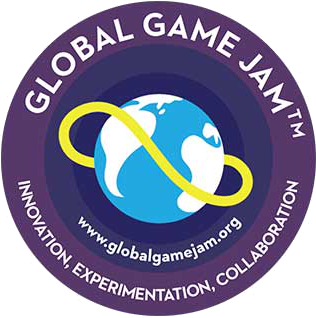 GLOBAL GAME JAM™
www.globalgamejam.org
INNOVATION, EXPERIMENTATION, COLLABORATION